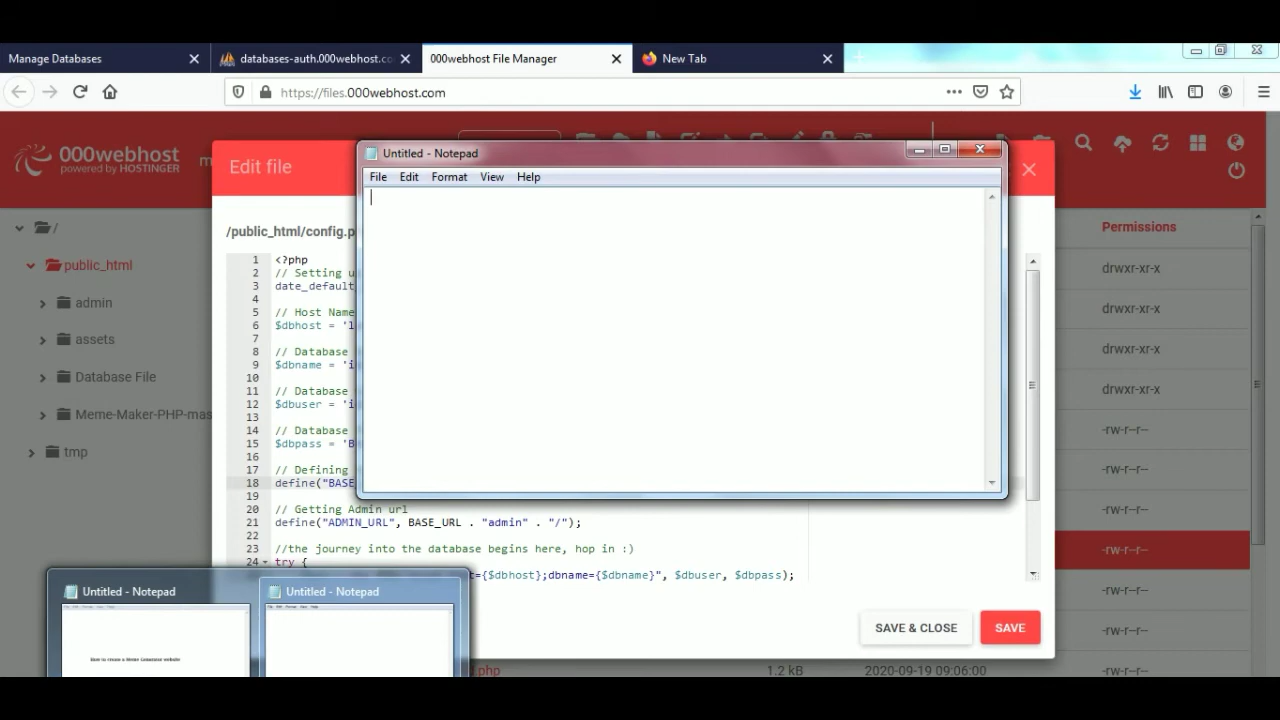 Manage Databases
databases-auth.000webhost.co
000webhost File Manager
New Tab
https://files.000webhost.com
000webhost
powered by HOSTINGER
m
Edit file
Untitled - Notepad
File Edit Format View Help
/
public_html
admin
assets
Database File
Meme-Maker-PHP-mas
tmp
/public_html/config.p
1 <?php
2 // Setting u
3 date_default_
4
5 // Host Name
6 $dbhost = 'l
7
8 // Database
9 $dbname = 'i
10
11 // Database
12 $dbuser = 'i
13
14 // Database
15 $dbpass = 'B
16
17 // Defining
18 define("BASE_
19
20 // Getting Admin url
21 define("ADMIN_URL", BASE_URL . "admin" . "/");
22
23 //the journey into the database begins here, hop in :)
24 try {
25 t={$dbhost};dbname={$dbname}", $dbuser, $dbpass);
Permissions
drwxr-xr-x
drwxr-xr-x
drwxr-xr-x
drwxr-xr-x
-rw-r--r--
-rw-r--r--
-rw-r--r--
-rw-r--r--
-rw-r--r--
-rw-r--r--
SAVE & CLOSE
SAVE
.php 1.2 kB 2020-09-19 09:06:00 -rw-r--r--
Untitled - Notepad
Untitled - Notepad
How to create a Meme Generator website